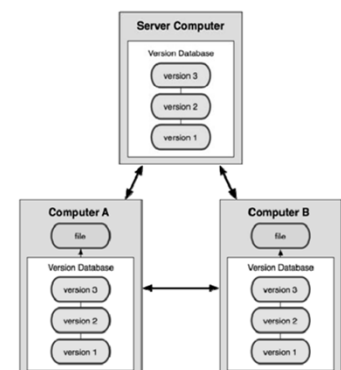 Server Computer
Version Database
version 3
version 2
version 1
Computer A
file
Version Database
version 3
version 2
version 1
Computer B
file
Version Database
version 3
version 2
version 1